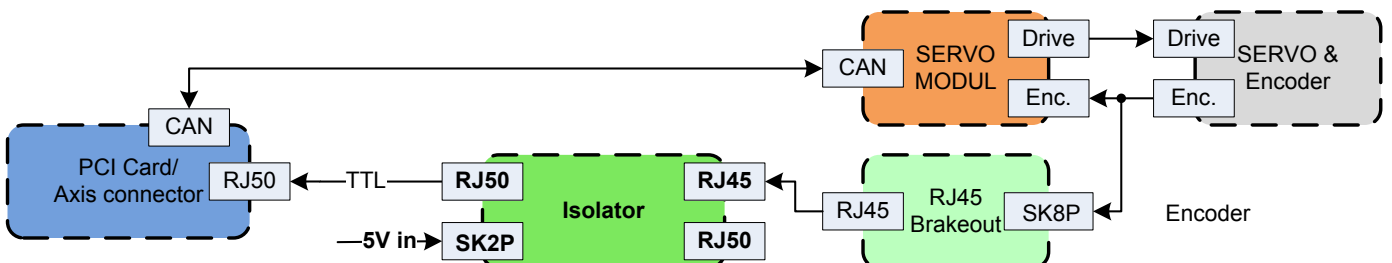 Drive
Drive
SERVO
MODUL
CAN
SERVO &
Encoder
Enc.
Enc.
CAN
PCI Card/
Axis connector
RJ50
TTL
RJ50
RJ45
Isolator
5V in
SK2P
RJ50
RJ45
RJ45
Brakeout
SK8P
Encoder